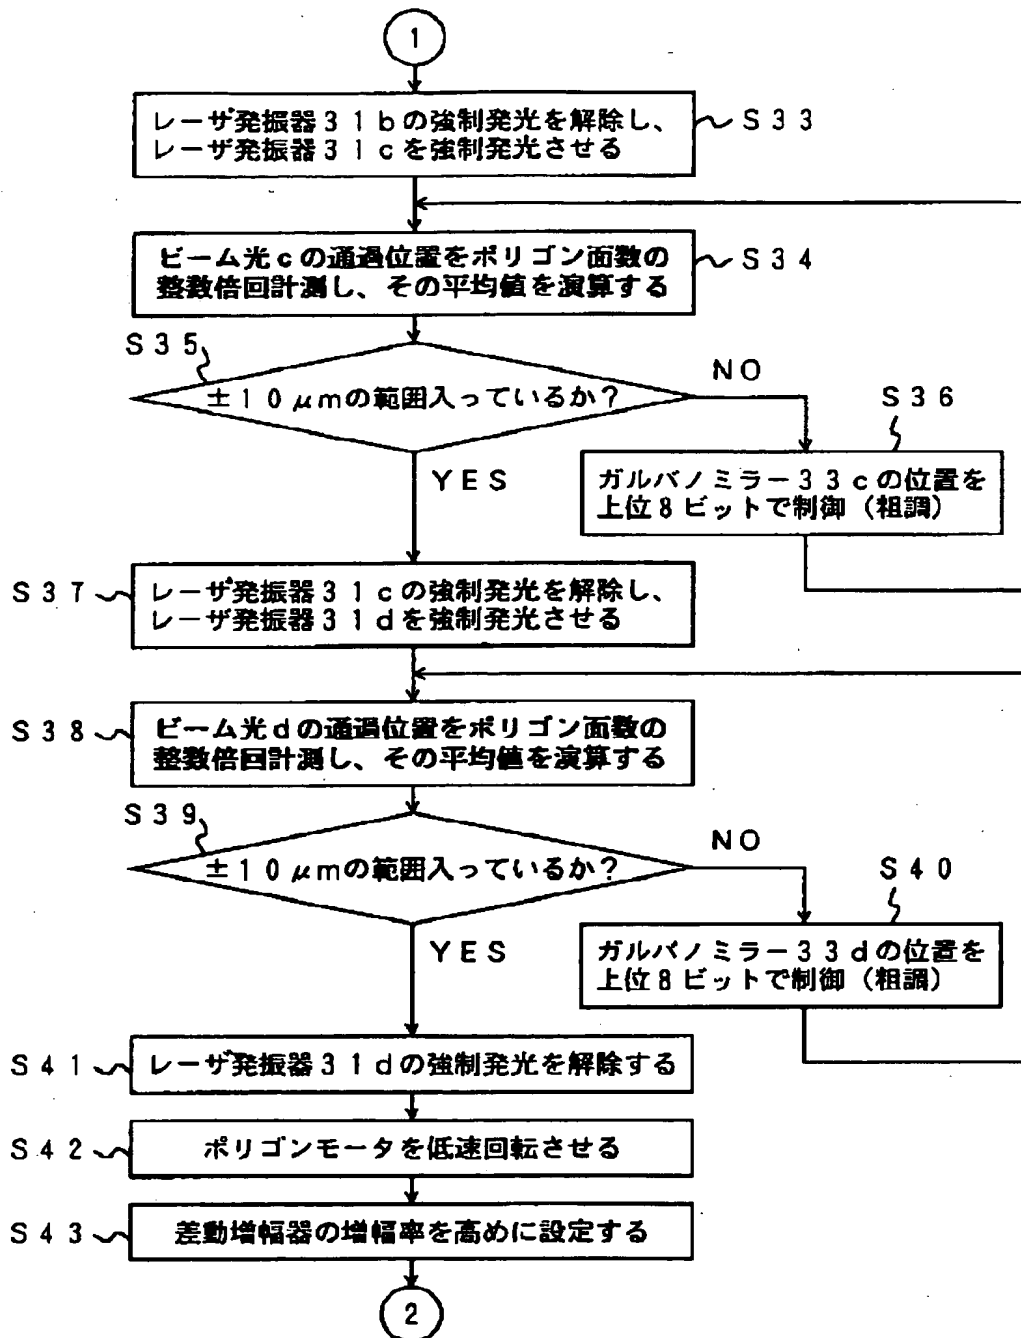 1
レーザ発振器31bの強制発光を解除し、
レーザ発振器31cを強制発光させる
S33
ビーム光cの通過位置をポリゴン面数の
整数倍回計測し、その平均値を演算する
S34
S35
±10μmの範囲入っているか?
NO
YES
S36
ガルバノミラー33cの位置を
上位8ビットで制御(粗調)
S37
レーザ発振器31cの強制発光を解除し、
レーザ発振器31dを強制発光させる
S38
ビーム光dの通過位置をポリゴン面数の
整数倍回計測し、その平均値を演算する
S39
±10μmの範囲入っているか?
NO
YES
S40
ガルバノミラー33dの位置を
上位8ビットで制御(粗調)
S41
レーザ発振器31dの強制発光を解除する
S42
ポリゴンモータを低速回転させる
S43
差動増幅器の増幅率を高めに設定する
2